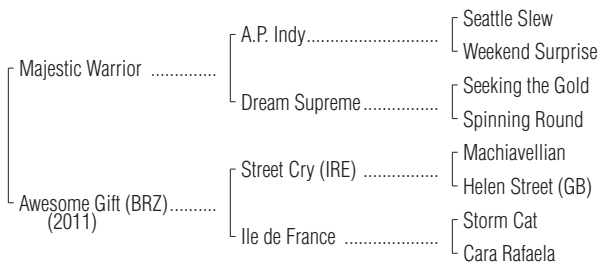 Seattle Slew
A.P. Indy..............................
Weekend Surprise
Majestic Warrior ...............
Seeking the Gold
Dream Supreme.................
Spinning Round
Machiavellian
Street Cry (IRE) .................
Helen Street (GB)
Awesome Gift (BRZ)...........
(2011)
Storm Cat
Ile de France .....................
Cara Rafaela